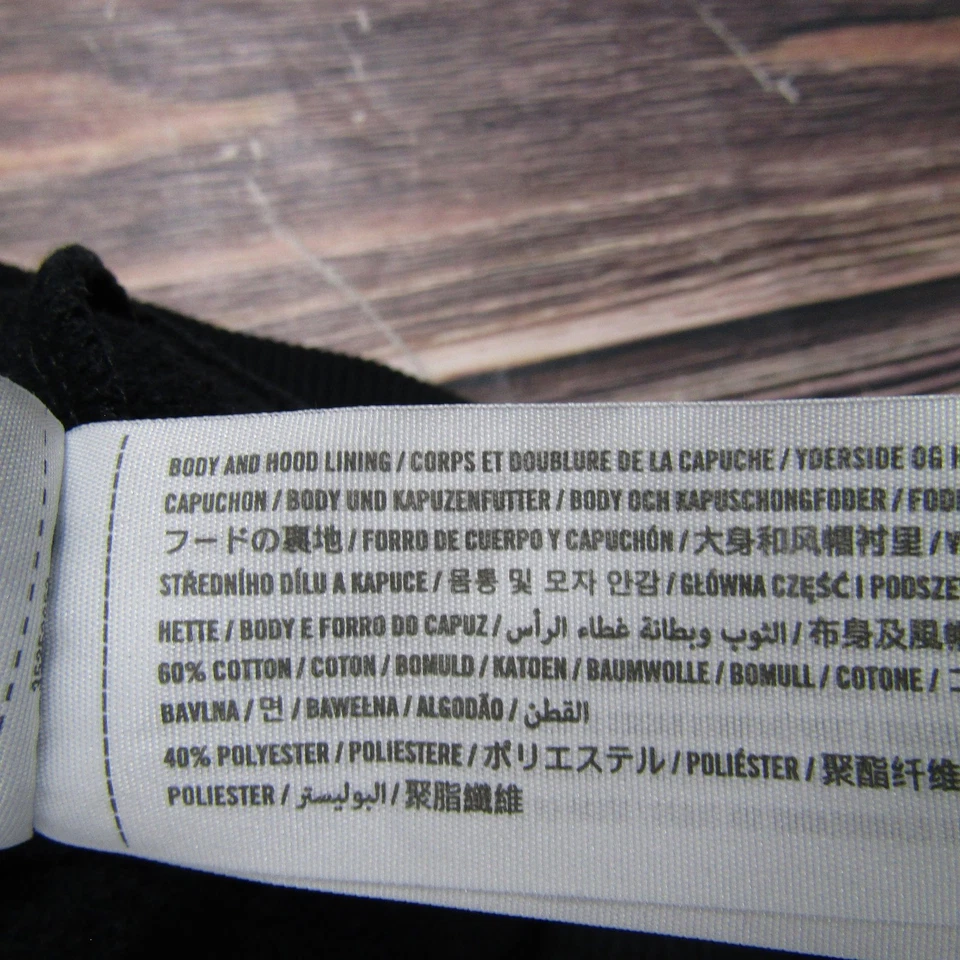 BODY AND HOOD LINING / CORPS ET DOUBLURE DE LA CAPUCHE / YDERSIDE OG
CAPUCHON / BODY UND KAPUZENFUTTER / BODY OCH KAPUSCHONGFODER /
フードの裏地 / FORRO DE CUERPO Y CAPUCHÓN / 大身和风帽衬里 /
STŘEDNÍHO DÍLU A KAPUCE / 몸통 및 모자 안감 / GŁÓWNA CZĘŚĆ I
HETTE / BODY E FORRO DO CAPUZ / الثوب وبطانة غطاء الرأس / 布身及風帽
60% COTTON / COTON / BOMULD / KATOEN / BAUMWOLLE / BOMULL / COTONE /
BAVLNA / 면 / BAWEŁNA / ALGODÃO / القطن
40% POLYESTER / POLIESTERE / ポリエステル / POLIÉSTER / 聚酯纤维
POLIESTER / البوليستر / 聚脂纖維